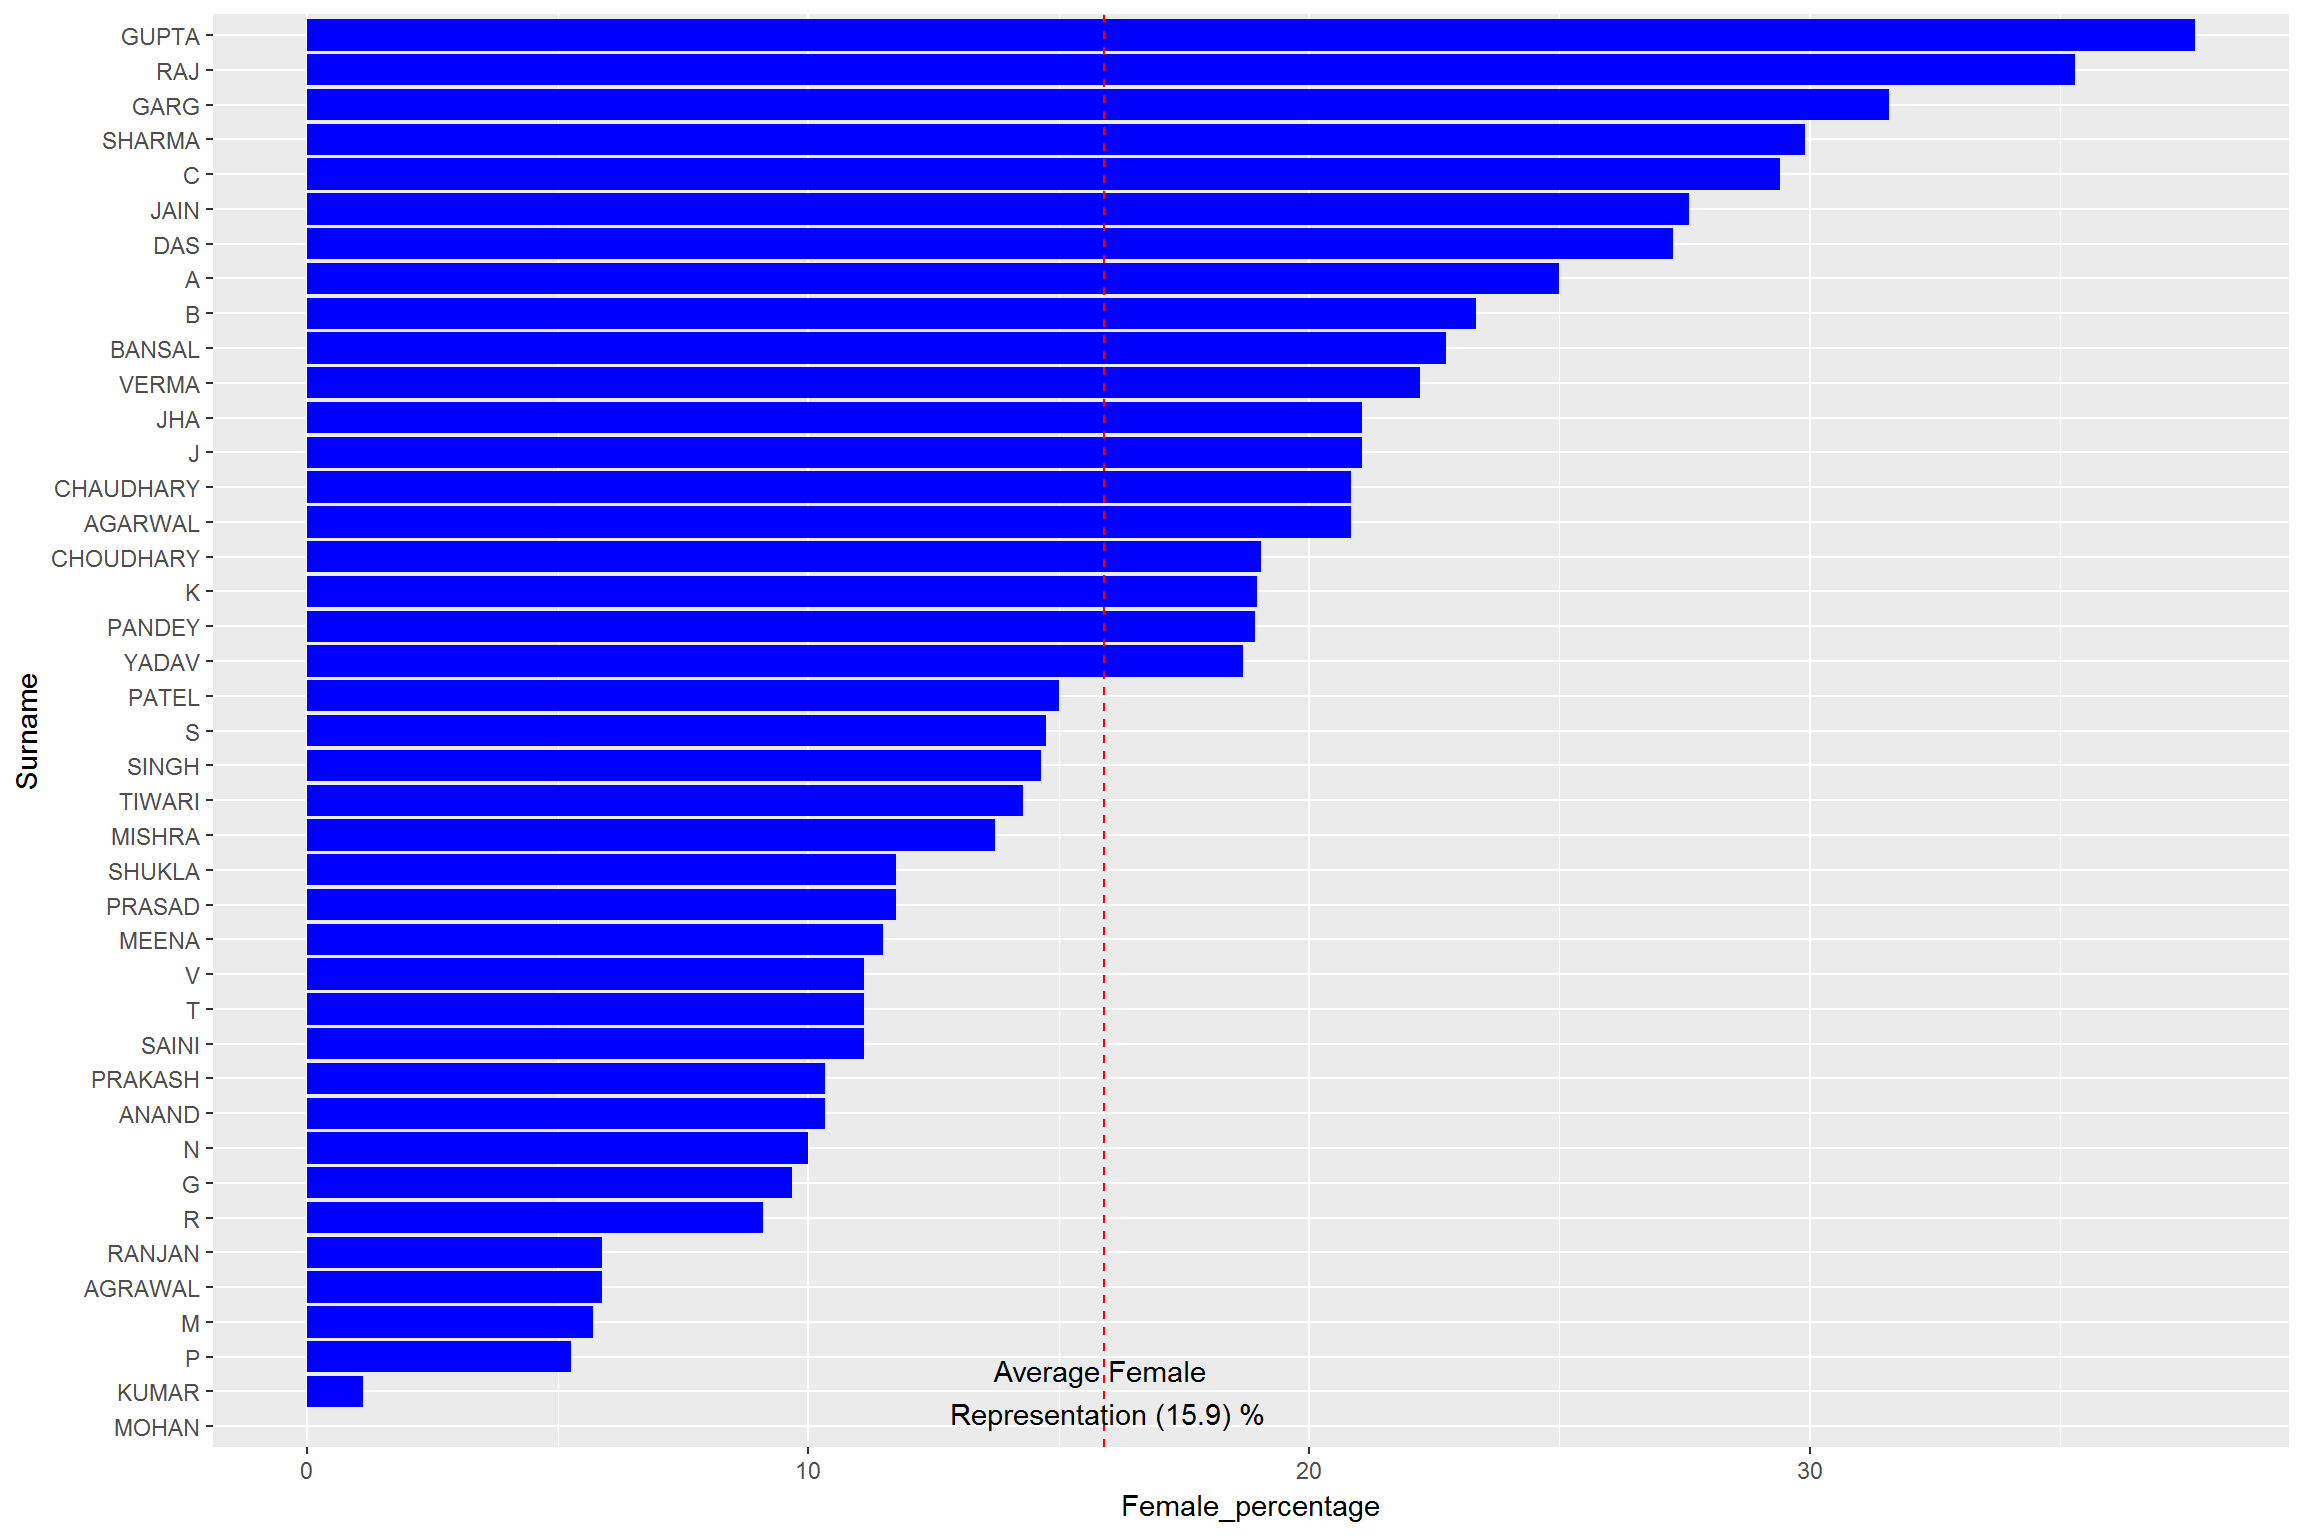 GUPTA
RAJ
GARG
SHARMA
C
JAIN
DAS
A
B
BANSAL
VERMA
JHA
J
CHAUDHARY
AGARWAL
CHOUDHARY
K
PANDEY
YADAV
PATEL
S
SINGH
TIWARI
MISHRA
SHUKLA
PRASAD
MEENA
V
T
SAINI
PRAKASH
ANAND
N
G
R
RANJAN
AGRAWAL
M
P
KUMAR
MOHAN
Surname
Average Female
Representation (15.9) %
0 10 20 30
Female_percentage